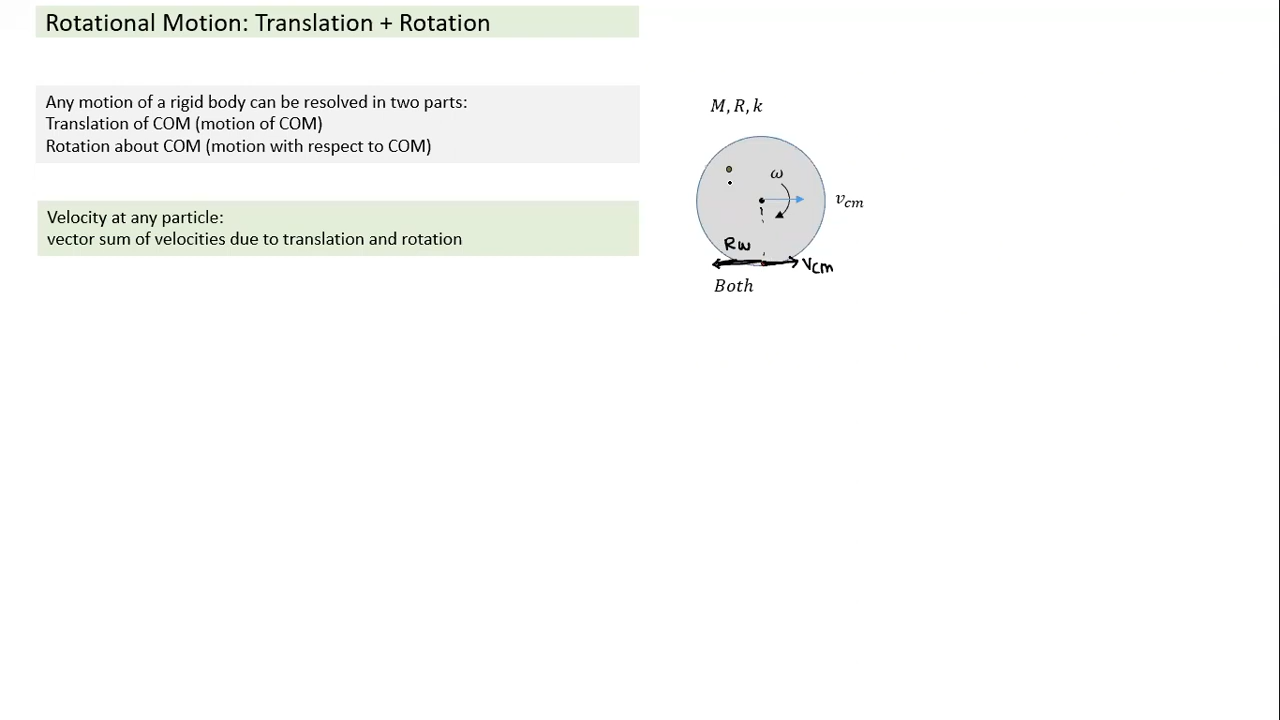 Rotational Motion: Translation + Rotation
Any motion of a rigid body can be resolved in two parts:
Translation of COM (motion of COM)
Rotation about COM (motion with respect to COM)
Velocity at any particle:
vector sum of velocities due to translation and rotation
M, R, k
ω
v_cm
Rω
Vcm
Both